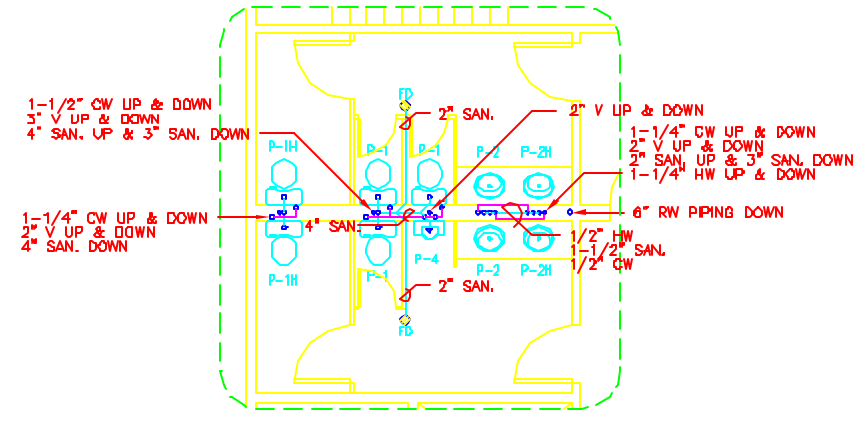 1-1/2" CW UP & DOWN
3" V UP & DOWN
4" SAN. UP & 3" SAN. DOWN
FD
2" SAN.
2" V UP & DOWN
1-1/4" CW UP & DOWN
2" V UP & DOWN
2" SAN. UP & 3" SAN. DOWN
1-1/4" HW UP & DOWN
P-1H
P-1
P-1
P-2
P-2H
1-1/4" CW UP & DOWN
2" V UP & DOWN
4" SAN. DOWN
4" SAN.
6" RW PIPING DOWN
1/2" HW
1-1/2" SAN.
1/2" CW
P-1H
P-1
P-4
P-2
P-2H
2" SAN.
FD